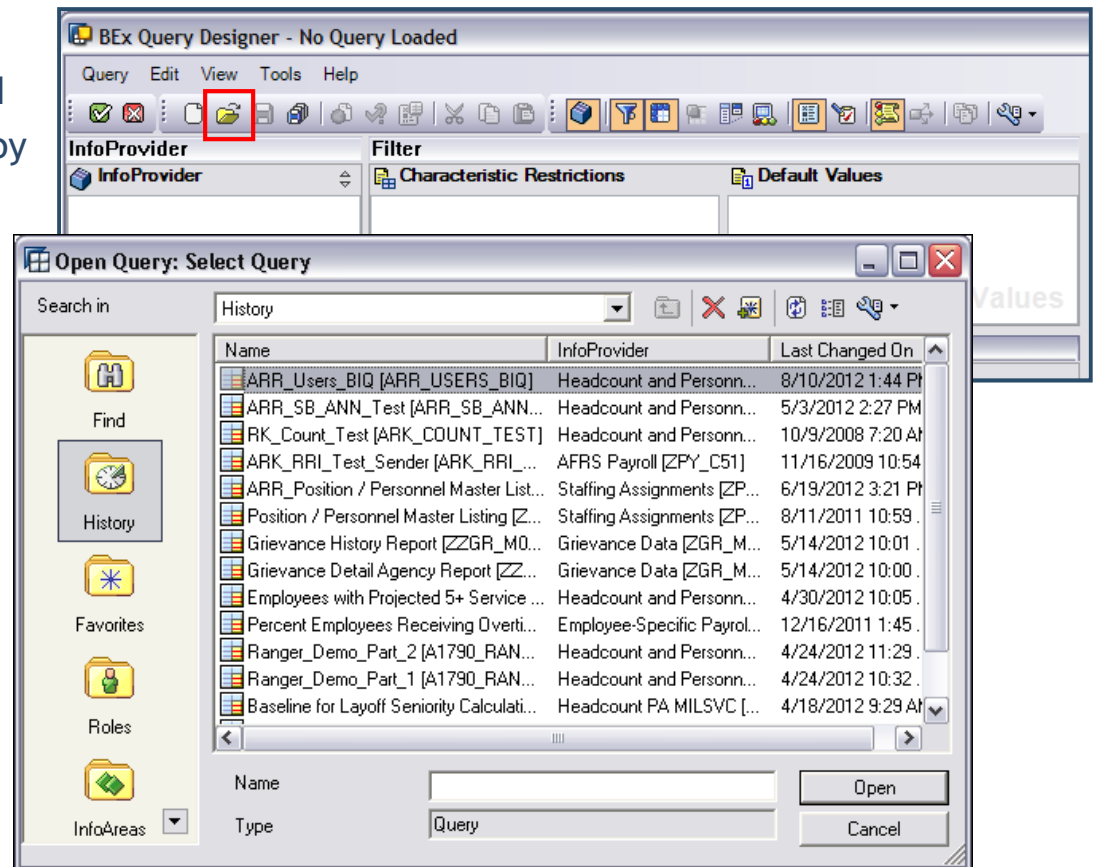 BEx Query Designer - No Query Loaded
Query Edit View Tools Help
by
InfoProvider Filter
InfoProvider Characteristic Restrictions Default Values
Values
Open Query: Select Query
Search in History
Name InfoProvider Last Changed On
ARR_Users_BIQ [ARR_USERS_BIQ] Headcount and Personn... 8/10/2012 1:44
ARR_SB_ANN_Test [ARR_SB_ANN... Headcount and Personn... 5/3/2012 2:27 PM
RK_Count_Test [ARK_COUNT_TEST] Headcount and Personn... 10/9/2008 7:20
ARK_RRI_Test_Sender [ARK_RRI_... AFRS Payroll [ZPY_C51] 11/16/2009 10:54
ARR_Position / Personnel Master List... Staffing Assignments [ZP... 6/19/2012 3:21
Position / Personnel Master Listing [Z... Staffing Assignments [ZP... 8/11/2011 10:59 .
Grievance History Report [ZZGR_M0... Grievance Data [ZGR_M... 5/14/2012 10:01 .
Grievance Detail Agency Report [ZZ... Grievance Data [ZGR_M... 5/14/2012 10:00 .
Employees with Projected 5+ Service ... Headcount and Personn... 4/30/2012 10:05 .
Percent Employees Receiving Overti... Employee-Specific Payrol... 12/16/2011 1:45 .
Ranger_Demo_Part_2 [A1790_RAN... Headcount and Personn... 4/24/2012 11:29 .
Ranger_Demo_Part_1 [A1790_RAN... Headcount and Personn... 4/24/2012 10:32 .
Baseline for Layoff Seniority Calculati... Headcount PA MILSVC [... 4/18/2012 9:29
Find
History
Favorites
Roles
InfoAreas
Name Open
Type Query Cancel